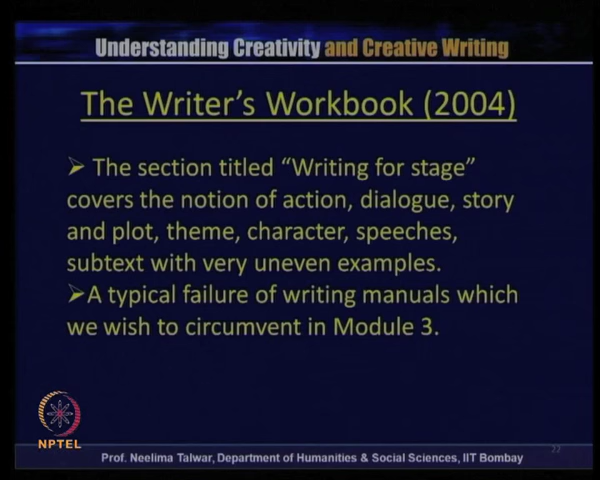 Understanding Creativity and Creative Writing
The Writer's Workbook (2004)
➢ The section titled “Writing for stage”
covers the notion of action, dialogue, story
and plot, theme, character, speeches,
subtext with very uneven examples.
➢A typical failure of writing manuals which
we wish to circumvent in Module 3.
NPTEL
Prof. Neelima Talwar, Department of Humanities & Social Sciences, IIT Bombay